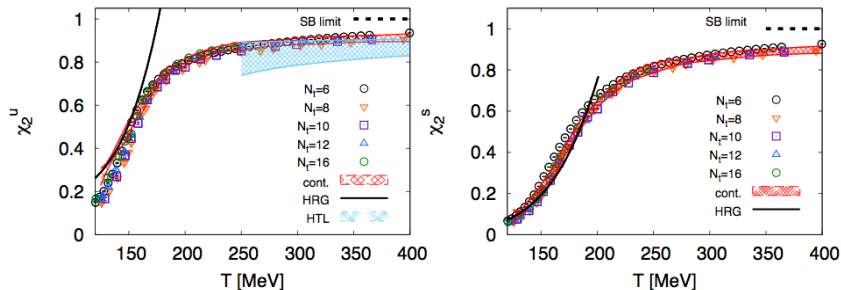 SB limit
1
0.8
0.6
0.4
0.2
0
χ₂ᵘ
Nₜ=6
Nₜ=8
Nₜ=10
Nₜ=12
Nₜ=16
cont.
HRG
HTL
150 200 250 300 350 400
T [MeV]
SB limit
1
0.8
0.6
0.4
0.2
0
χ₂ˢ
Nₜ=6
Nₜ=8
Nₜ=10
Nₜ=12
Nₜ=16
cont.
HRG
150 200 250 300 350 400
T [MeV]